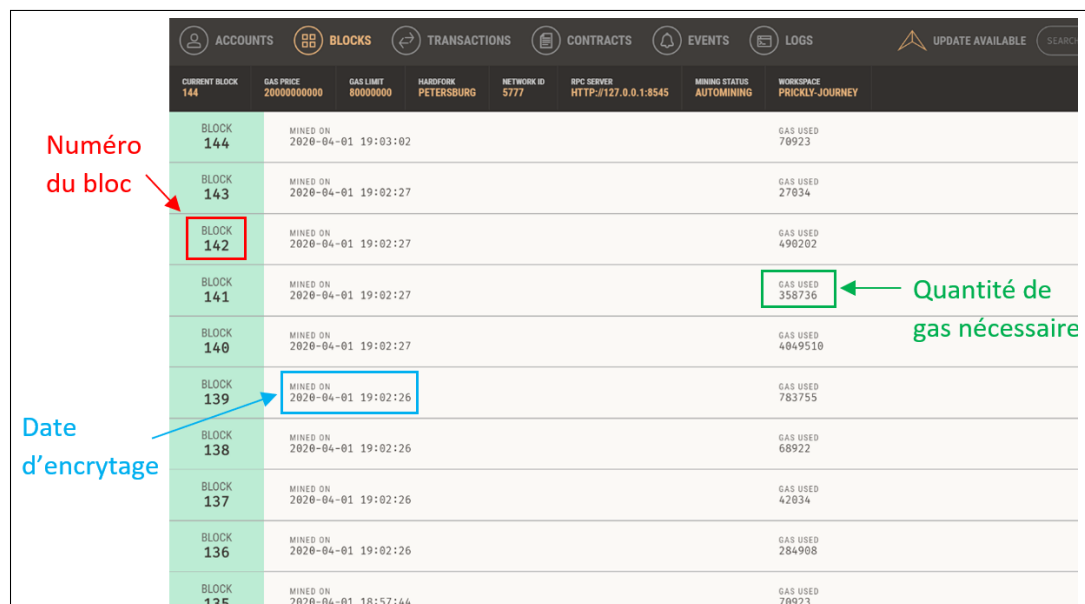 ACCOUNTS BLOCKS TRANSACTIONS CONTRACTS EVENTS LOGS UPDATE AVAILABLE SEARCH
CURRENT BLOCK GAS PRICE GAS LIMIT HARDFORK NETWORK ID RPC SERVER MINING STATUS WORKSPACE
144 20000000000 80000000 PETERSBURG 5777 HTTP://127.0.0.1:8545 AUTOMINING PRICKLY-JOURNEY
BLOCK MINED ON GAS USED
144 2020-04-01 19:03:02 70923
Numéro
du bloc
BLOCK MINED ON GAS USED
143 2020-04-01 19:02:27 27034
BLOCK MINED ON GAS USED
142 2020-04-01 19:02:27 490202
BLOCK MINED ON GAS USED
141 2020-04-01 19:02:27 358736
Quantité de
gas nécessaire
BLOCK MINED ON GAS USED
140 2020-04-01 19:02:27 4049510
BLOCK MINED ON GAS USED
139 2020-04-01 19:02:26 783755
Date
d’encrytage
BLOCK MINED ON GAS USED
138 2020-04-01 19:02:26 68922
BLOCK MINED ON GAS USED
137 2020-04-01 19:02:26 42034
BLOCK MINED ON GAS USED
136 2020-04-01 19:02:26 284908
BLOCK MINED ON GAS USED
135 2020-04-01 18:57:44 70923